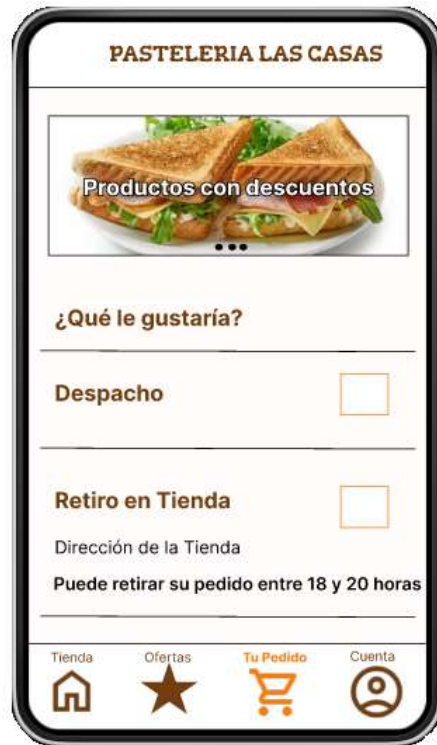 PASTELERIA LAS CASAS
Productos con descuentos
¿Qué le gustaría?
Despacho
Retiro en Tienda
Dirección de la Tienda
Puede retirar su pedido entre 18 y 20 horas
Tienda Ofertas Tu Pedido Cuenta